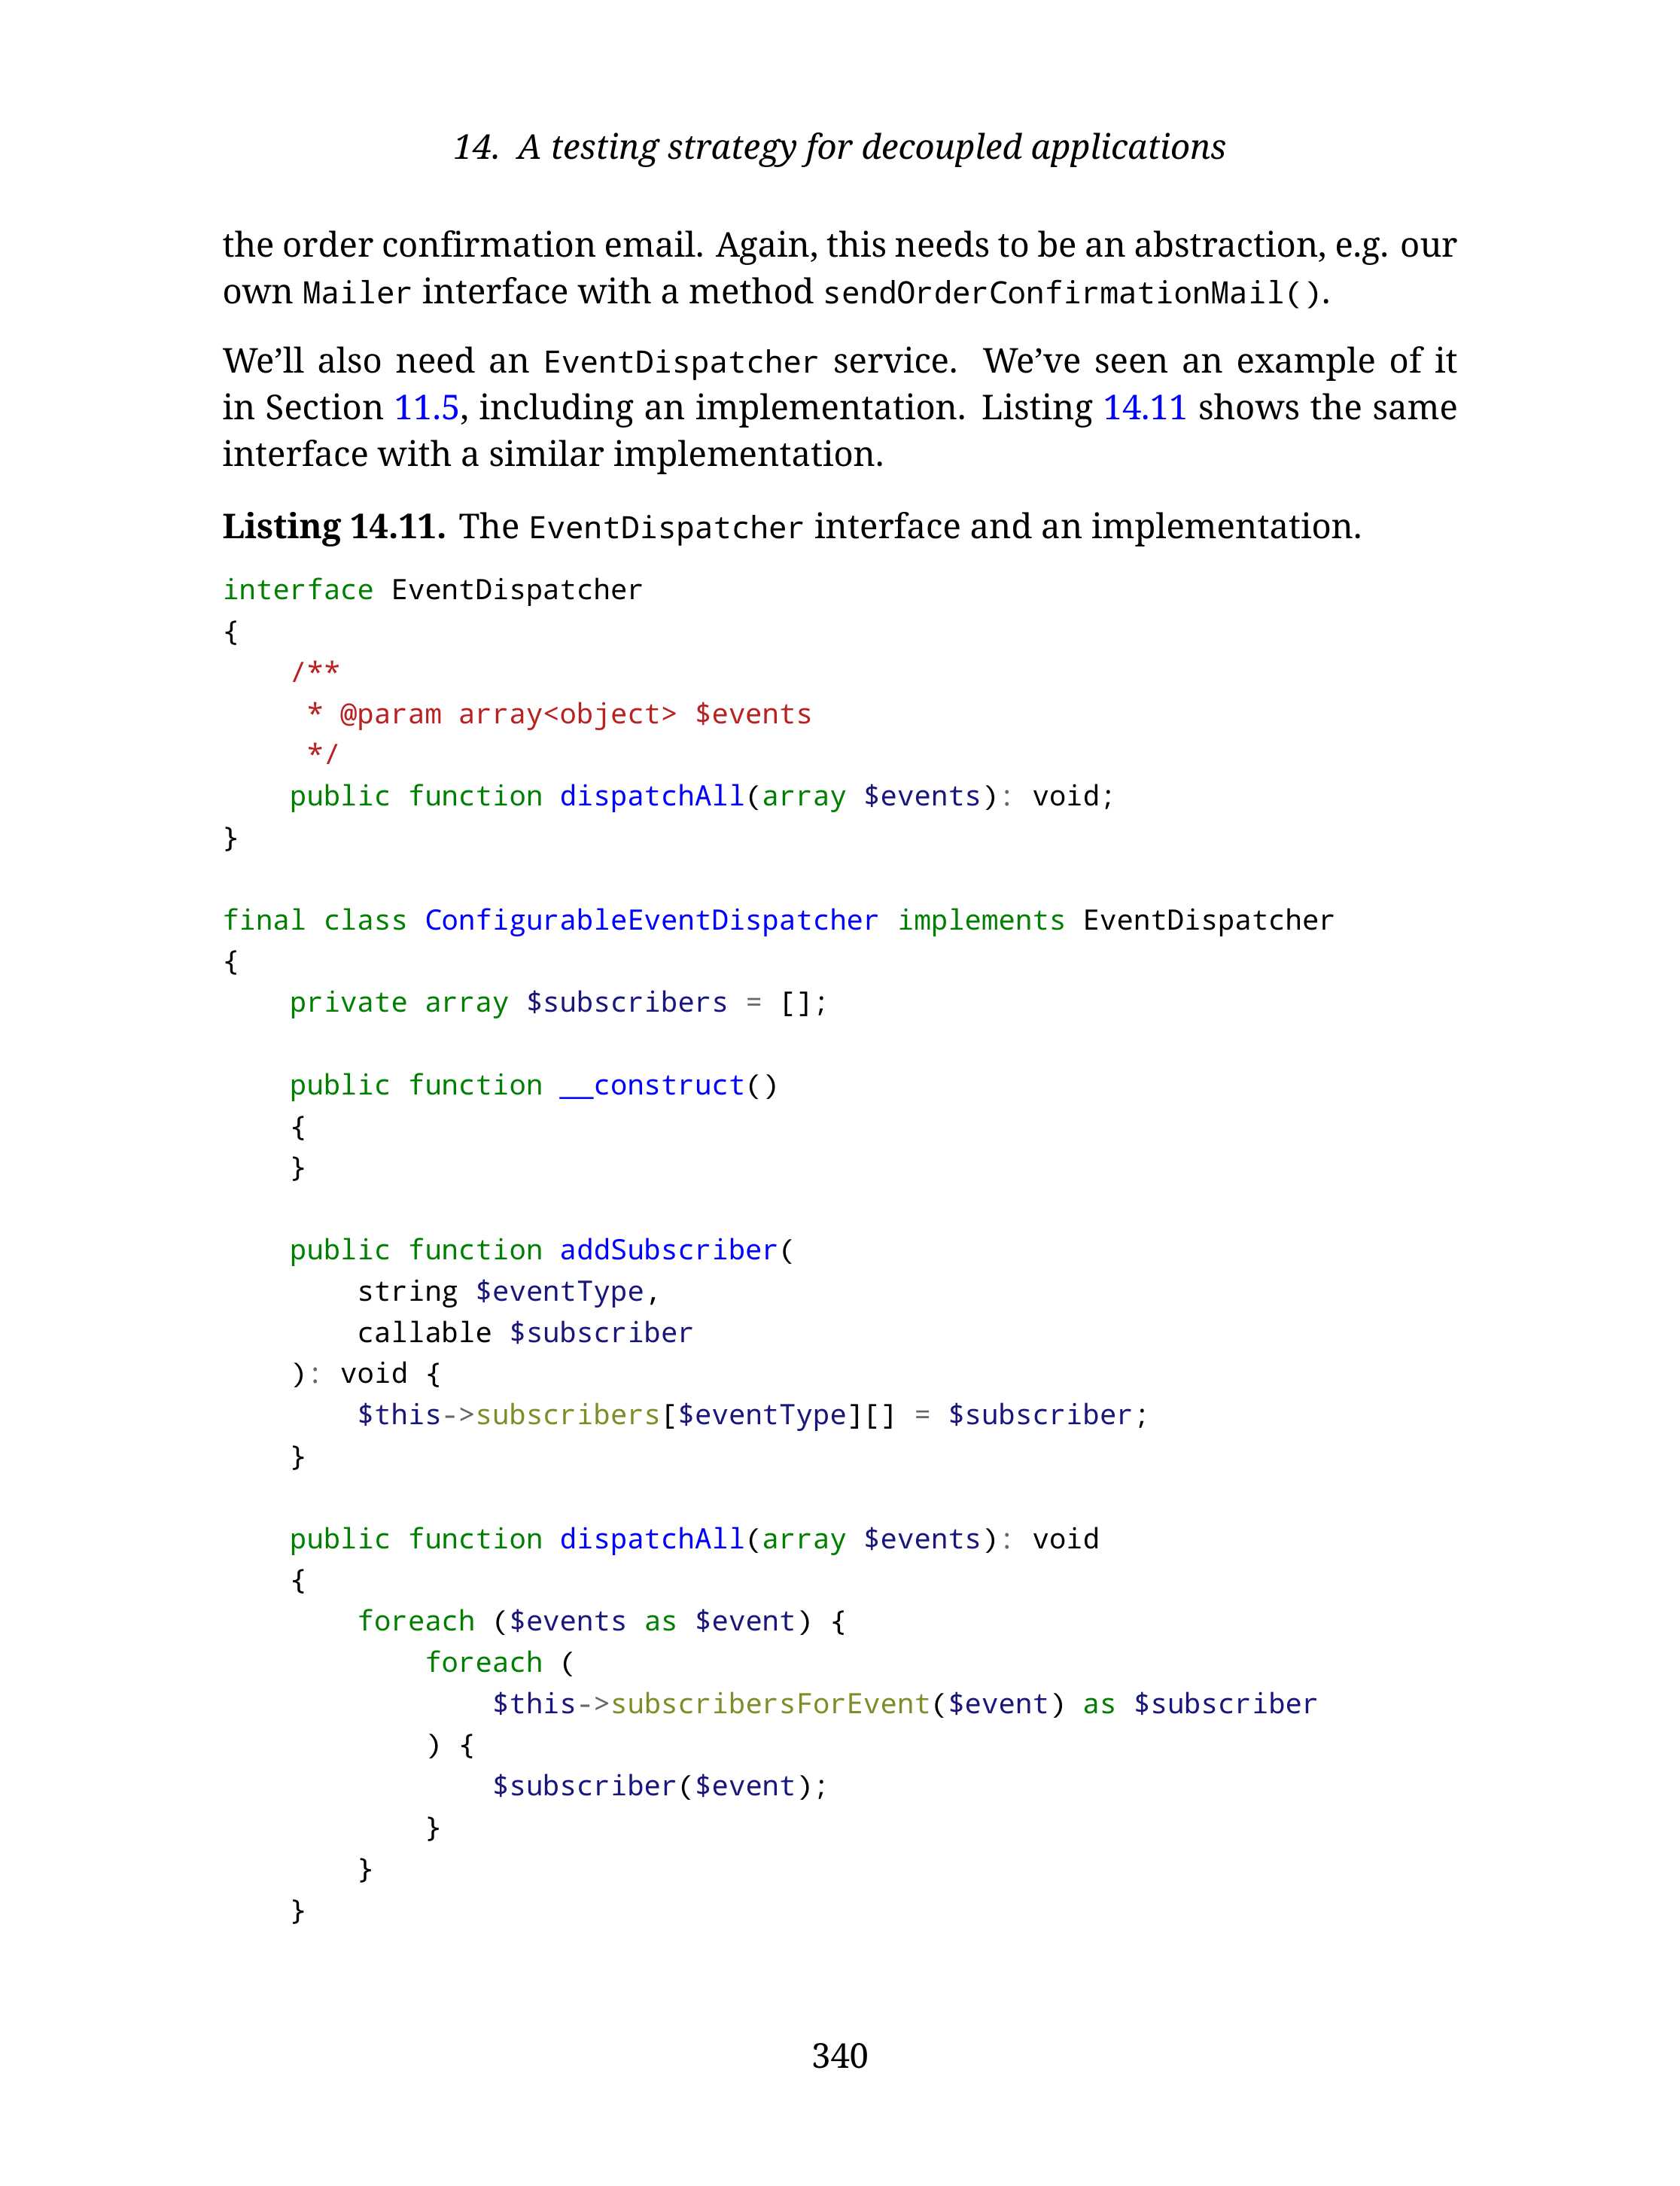 14. A testing strategy for decoupled applications
the order confirmation email. Again, this needs to be an abstraction, e.g. our
own Mailer interface with a method sendOrderConfirmationMail().
We’ll also need an EventDispatcher service. We’ve seen an example of it
in Section 11.5, including an implementation. Listing 14.11 shows the same
interface with a similar implementation.
Listing 14.11. The EventDispatcher interface and an implementation.
interface EventDispatcher
{
    /**
     * @param array<object> $events
     */
    public function dispatchAll(array $events): void;
}

final class ConfigurableEventDispatcher implements EventDispatcher
{
    private array $subscribers = [];

    public function __construct()
    {
    }

    public function addSubscriber(
        string $eventType,
        callable $subscriber
    ): void {
        $this->subscribers[$eventType][] = $subscriber;
    }

    public function dispatchAll(array $events): void
    {
        foreach ($events as $event) {
            foreach (
                $this->subscribersForEvent($event) as $subscriber
            ) {
                $subscriber($event);
            }
        }
    }
340